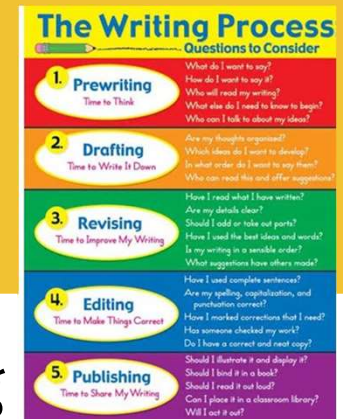 The Writing Process
Questions to Consider
1.
Prewriting
Time to Think
What do I want to say?
How do I want to say it?
Who will read my writing?
What else do I need to know to begin?
Who can I talk to about my ideas?
2.
Drafting
Time to Write It Down
Are my thoughts organized?
Which ideas do I want to develop?
In what order do I want to say them?
Who can read this and offer suggestions?
3.
Revising
Time to Improve My Writing
Have I read what I have written?
Are my details clear?
Should I add or take out parts?
Have I used the best ideas and words?
Is my writing in a sensible order?
What suggestions have others made?
4.
Editing
Time to Make Things Correct
Have I used complete sentences?
Are my spelling, capitalization, and
punctuation correct?
Have I marked corrections that I need?
Has someone checked my work?
Do I have a correct and neat copy?
5.
Publishing
Time to Share My Writing
Should I illustrate it and display it?
Should I bind it in a book?
Should I read it out loud?
Can I place it in a classroom library?
Will I act it out?